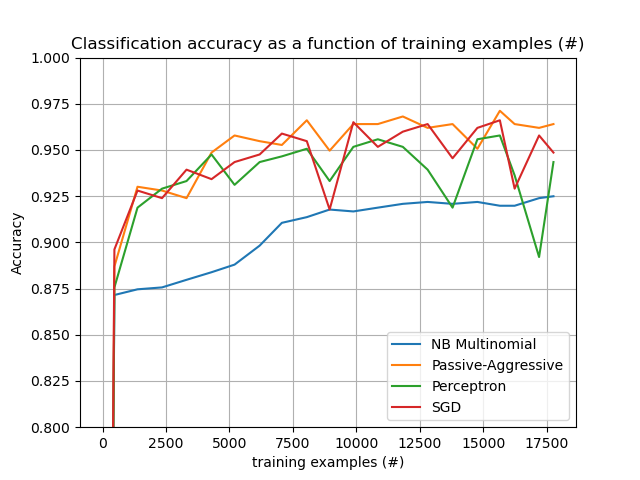 Classification accuracy as a function of training examples (#)
1.000
0.975
0.950
0.925
0.900
0.875
0.850
0.825
0.800
Accuracy
NB Multinomial
Passive-Aggressive
Perceptron
SGD
0 2500 5000 7500 10000 12500 15000 17500
training examples (#)